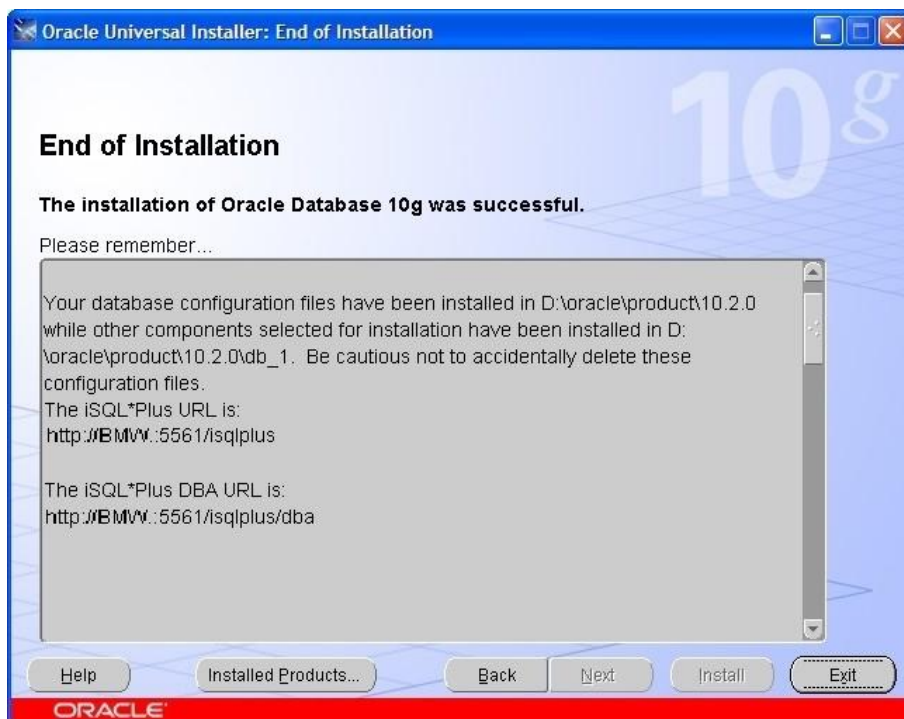 Oracle Universal Installer: End of Installation
10g
End of Installation
The installation of Oracle Database 10g was successful.
Please remember...
Your database configuration files have been installed in D:\oracle\product\10.2.0
while other components selected for installation have been installed in D:
\oracle\product\10.2.0\db_1. Be cautious not to accidentally delete these
configuration files.
The iSQL*Plus URL is:
http://BMW.:5561/isqlplus
The iSQL*Plus DBA URL is:
http://BMW.:5561/isqlplus/dba
Help
Installed Products...
Back
Next
Install
Exit
ORACLE